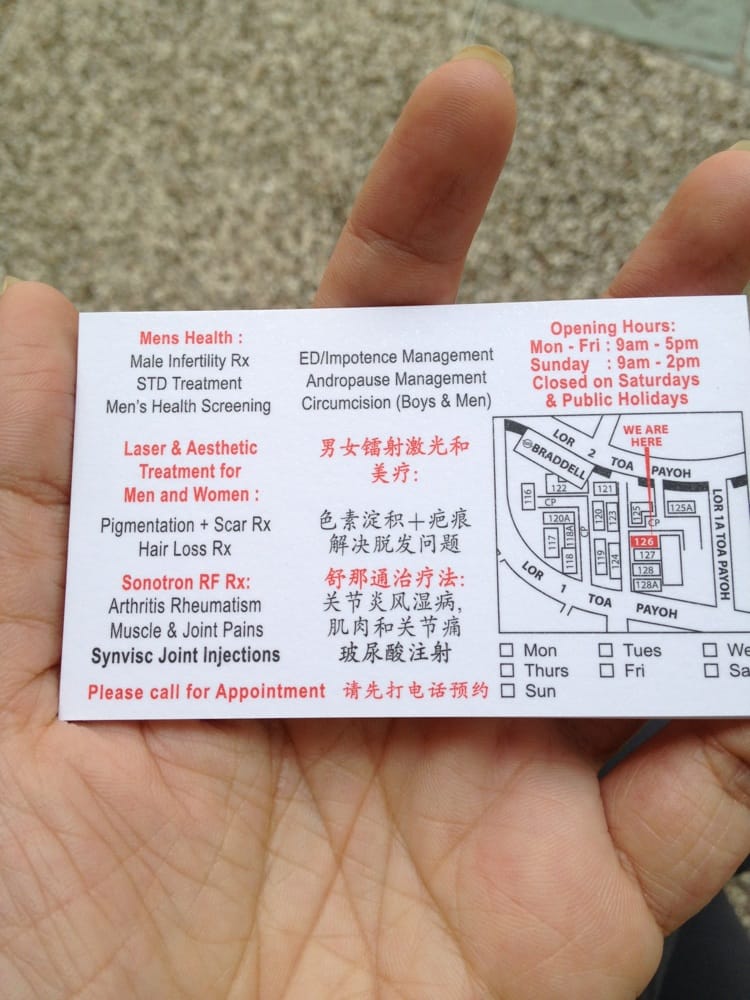 Mens Health :
Male Infertility Rx
STD Treatment
Men's Health Screening
ED/Impotence Management
Andropause Management
Circumcision (Boys & Men)
Opening Hours:
Mon - Fri : 9am - 5pm
Sunday : 9am - 2pm
Closed on Saturdays
& Public Holidays
Laser & Aesthetic
Treatment for
Men and Women :
Pigmentation + Scar Rx
Hair Loss Rx
男女镭射激光和
美疗:
色素淀积+疤痕
解决脱发问题
Sonotron RF Rx:
Arthritis Rheumatism
Muscle & Joint Pains
Synvisc Joint Injections
舒那通治疗法:
关节炎风湿病,
肌肉和关节痛
玻尿酸注射
Please call for Appointment 请先打电话预约
WE ARE
HERE
LOR 2 TOA PAYOH
BRADDELL
116
122
CP
121
120A
117
118
118A
120
123
119
124
125
CP
125A
126
127
128
128A
LOR 1A TOA PAYOH
LOR 1 TOA PAYOH
Mon Tues We
Thurs Fri Sa
Sun